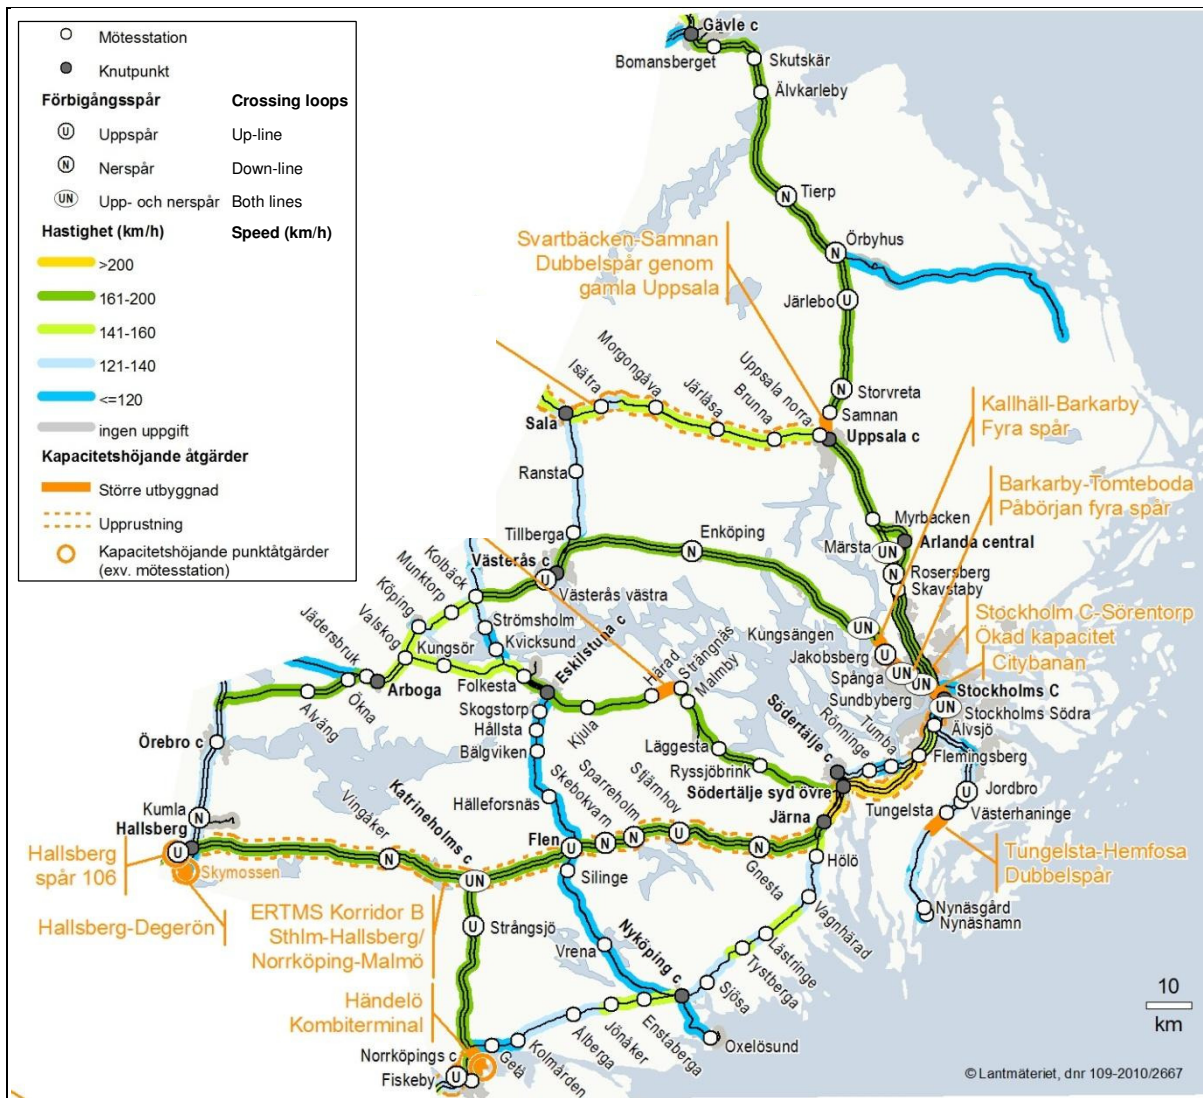 Mötesstation
Knutpunkt
Förbigångsspår Crossing loops
U Uppspår Up-line
N Nerspår Down-line
UN Upp- och nerspår Both lines
Hastighet (km/h) Speed (km/h)
>200
161-200
141-160
121-140
<=120
ingen uppgift
Kapacitetshöjande åtgärder
Större utbyggnad
Upprustning
Kapacitetshöjande punktåtgärder
(exv. mötesstation)
Gävle c
Bomansberget
Skutskär
Älvkarleby
N
Tierp
Svartbäcken-Samnan
Dubbelspår genom
gamla Uppsala
Örbyhus
N
Järlebo
U
Storvreta
N
Samnan
Uppsala norra
Uppsala c
Brunna
Järlåsa
Morgongåva
Isätra
Sala
Ransta
Tillberga
Kallhäll-Barkarby
Fyra spår
Barkarby-Tomteboda
Påbörjan fyra spår
Myrbacken
Arlanda central
Märsta
UN
N
Rosersberg
Skavstaby
Stockholm C-Sörentorp
Ökad kapacitet
Citybanan
Enköping
N
Västerås c
U
Västerås västra
Kolbäck
Munktorp
Köping
Valskog
Jädersbruk
Strömsholm
Kvicksund
Kungsör
Folkesta
Eskilstuna c
Arboga
Ökna
Alväng
Örebro c
Kumla
N
Hallsberg
U
Skymossen
Hallsberg
spår 106
Hallsberg-Degerön
Kungsängen
UN
Jakobsberg
U
Spånga
UN
Sundbyberg
UN
Stockholms C
UN
Stockholms Södra
Älvsjö
Flemingsberg
Tumba
Rönninge
Södertälje c
Södertälje syd övre
Järna
Jordbro
U
Västerhaninge
Tungelsta
Tungelsta-Hemfosa
Dubbelspår
Nynäsgård
Nynäshamn
Härad
Strängnäs
Malmby
Kjula
Läggesta
Ryssjöbrink
Skogstorp
Hållsta
Bälgviken
Hälleforsnäs
Skebokvarn
N
Sparreholm
N
Stjärnhov
U
Gnesta
N
Flen
U
Silinge
Katrineholms c
UN
Vingåker
N
Strångsjö
U
ERTMS Korridor B
Sthlm-Hallsberg/
Norrköping-Malmö
Händelö
Kombiterminal
Norrköpings c
Fiskeby
U
Getå
Kolmården
Ålberga
Jönåker
Enstaberga
Nyköping c
Vrena
Sjösa
Tystberga
Lästringe
Vagnhärad
Hölö
Oxelösund
10
km
© Lantmäteriet, dnr 109-2010/2667